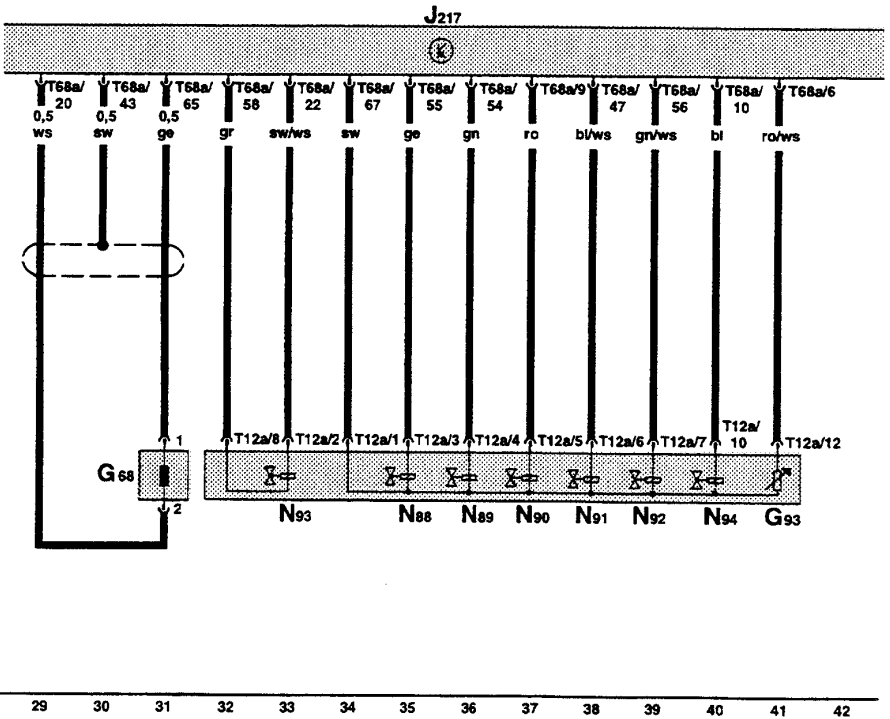 J217
K
T68a/ T68a/ T68a/ T68a/ T68a/ T68a/ T68a/ T68a/ T68a/9 T68a/ T68a/ T68a/ T68a/6
20 43 65 58 22 67 55 54 47 56 10
0,5 0,5 0,5
ws sw ge gr sw/ws sw ge gn ro bl/ws gn/ws bl ro/ws
T12a/
1 T12a/8 T12a/2 T12a/1 T12a/3 T12a/4 T12a/5 T12a/6 T12a/7 10 T12a/12
G68
2
N93 N88 N89 N90 N91 N92 N94 G93
29 30 31 32 33 34 35 36 37 38 39 40 41 42